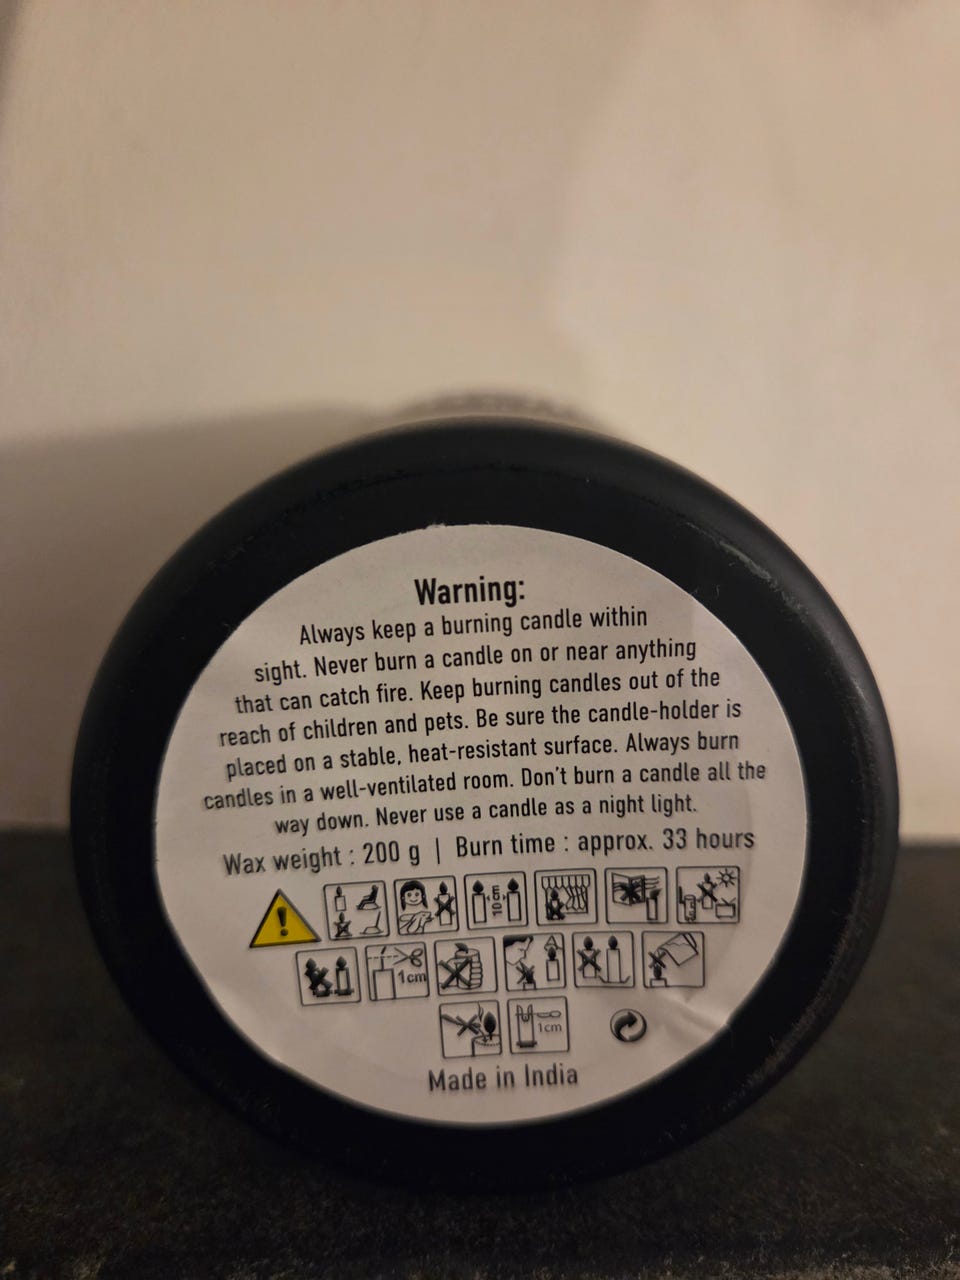 Warning:
Always keep a burning candle within
sight. Never burn a candle on or near anything
that can catch fire. Keep burning candles out of the
reach of children and pets. Be sure the candle-holder is
placed on a stable, heat-resistant surface. Always burn
candles in a well-ventilated room. Don't burn a candle all the
way down. Never use a candle as a night light.
Wax weight : 200 g | Burn time : approx. 33 hours
10cm
1cm
1cm
Made in India